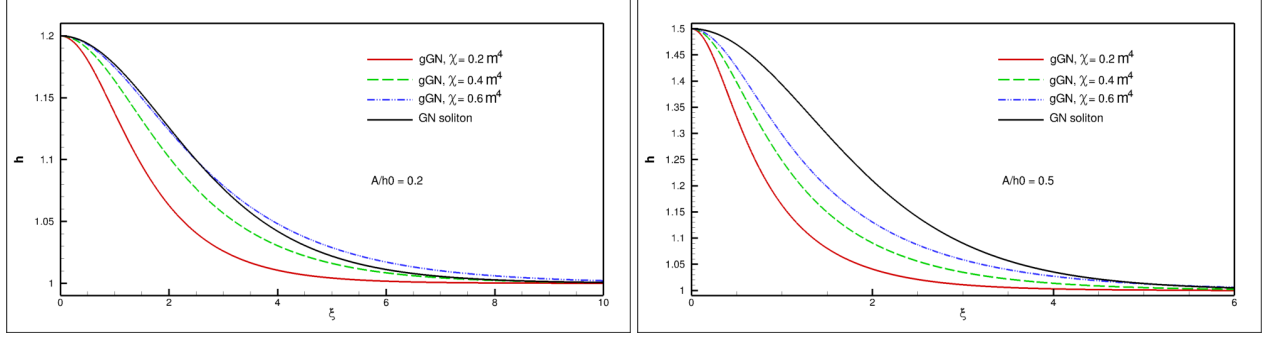 h
1.2
1.15
1.1
1.05
1
0 2 4 6 8 10
ξ
gGN, χ = 0.2 m⁴
gGN, χ = 0.4 m⁴
gGN, χ = 0.6 m⁴
GN soliton
A/h0 = 0.2
h
1.5
1.45
1.4
1.35
1.3
1.25
1.2
1.15
1.1
1.05
1
0 2 4 6
ξ
gGN, χ = 0.2 m⁴
gGN, χ = 0.4 m⁴
gGN, χ = 0.6 m⁴
GN soliton
A/h0 = 0.5